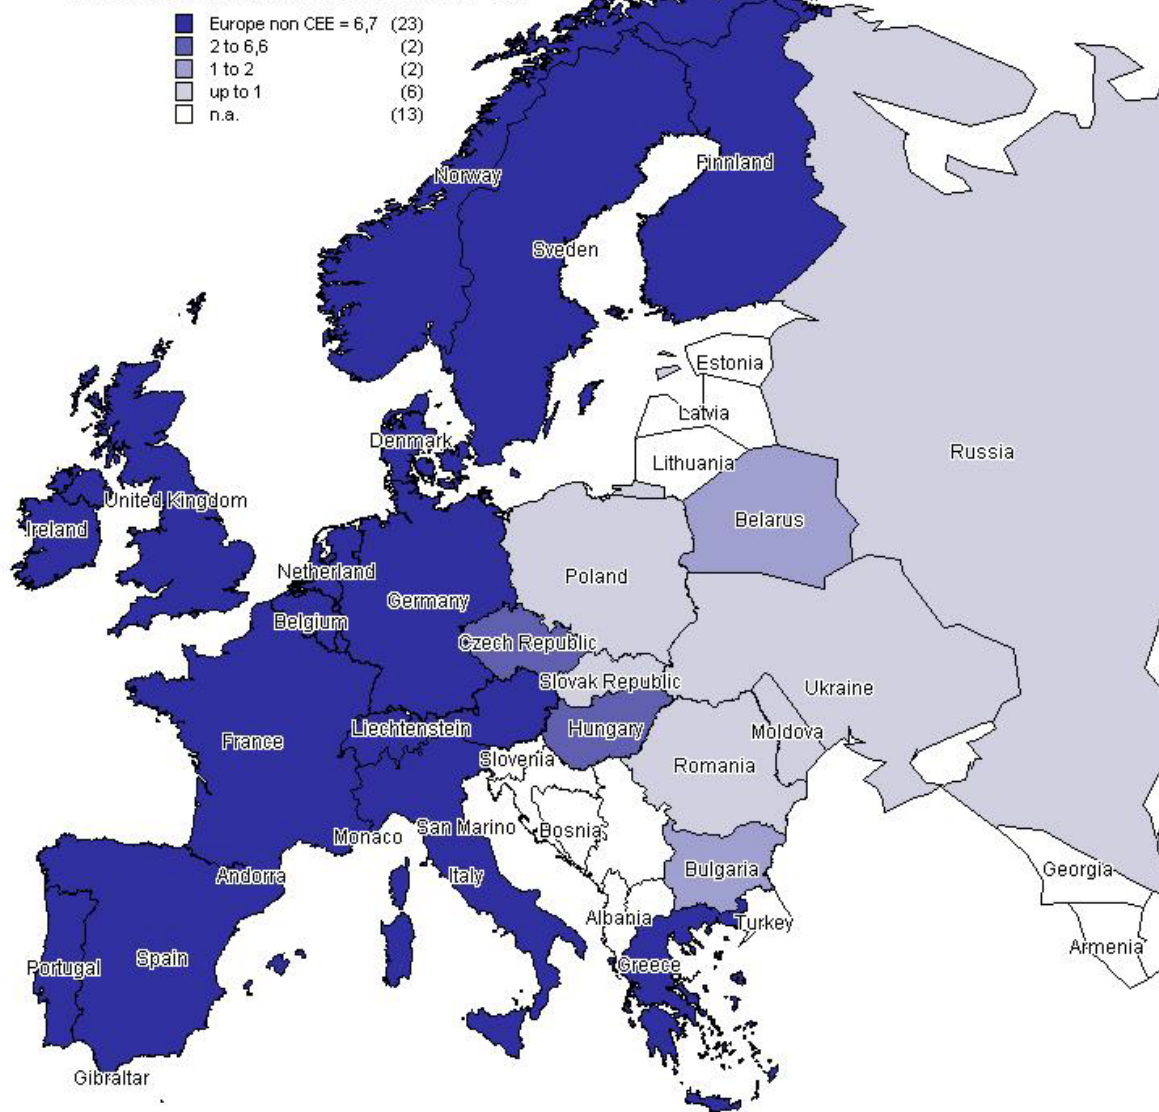 Europe non CEE = 6,7 (23)
2 to 6,6 (2)
1 to 2 (2)
up to 1 (6)
n.a. (13)
Finnland
Norway
Sveden
Estonia
Latvia
Denmark
Russia
Lithuania
United Kingdom
Belarus
Ireland
Netherland
Poland
Germany
Belgium
Czech Republic
Slovak Republic
Ukraine
Liechtenstein
Hungary
Moldova
France
Slovenia
Romania
San Marino
Bosnia
Monaco
Bulgaria
Georgia
Andorra
Italy
Albania
Turkey
Armenia
Spain
Greece
Portugal
Gibraltar